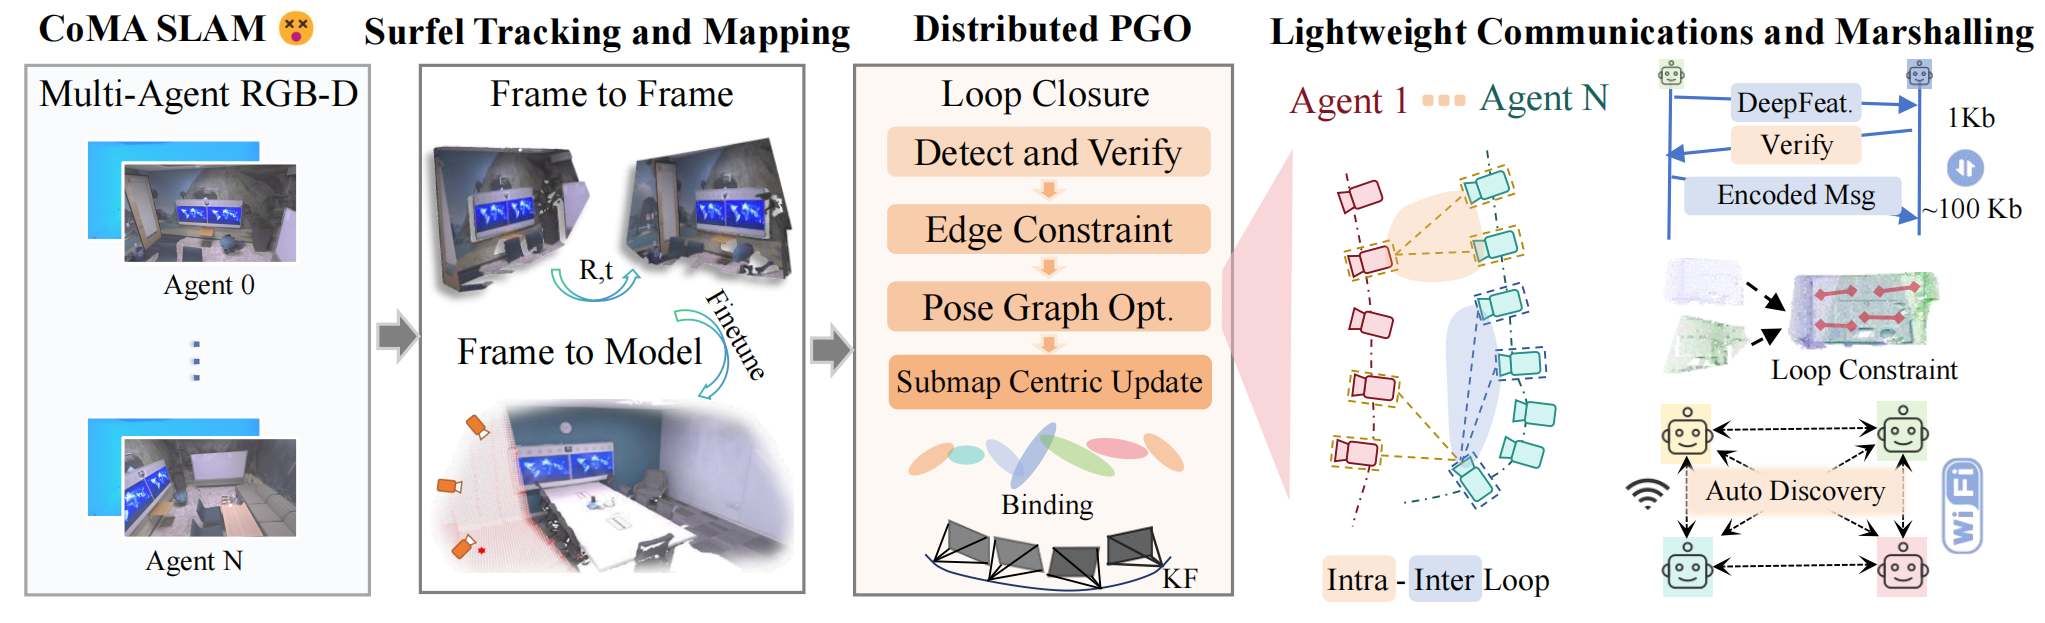 CoMA SLAM
Multi-Agent RGB-D
Agent 0
Agent N
Surfel Tracking and Mapping
Frame to Frame
R,t
Finetune
Frame to Model
Distributed PGO
Loop Closure
Detect and Verify
Edge Constraint
Pose Graph Opt.
Submap Centric Update
Binding
KF
Lightweight Communications and Marshalling
Agent 1
Agent N
Intra - Inter Loop
DeepFeat.
1Kb
Verify
Encoded Msg
~100 Kb
Loop Constraint
Auto Discovery
WiFi